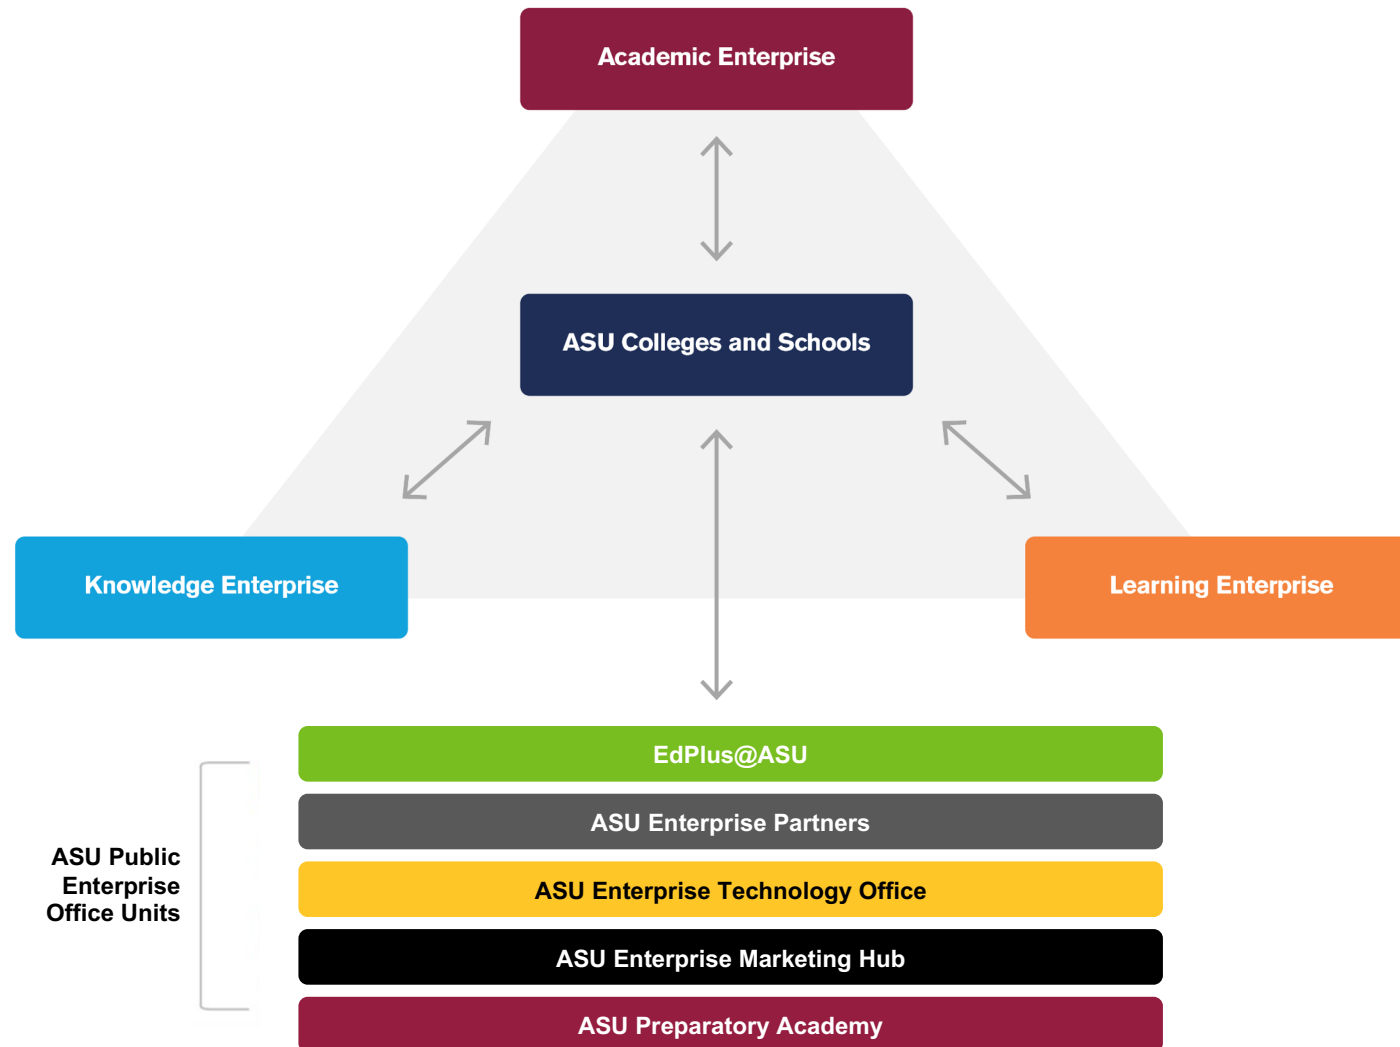 Academic Enterprise
ASU Colleges and Schools
Knowledge Enterprise
Learning Enterprise
EdPlus@ASU
ASU Enterprise Partners
ASU Public
Enterprise
Office Units
ASU Enterprise Technology Office
ASU Enterprise Marketing Hub
ASU Preparatory Academy